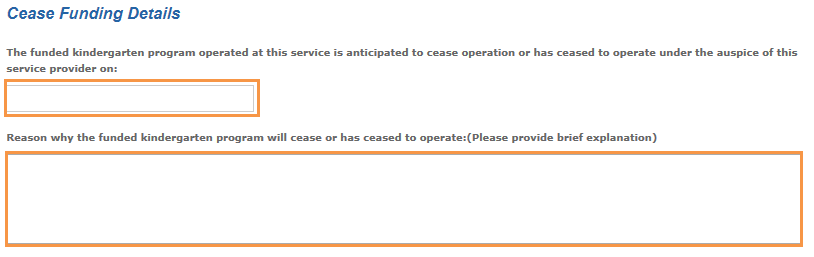 Cease Funding Details
The funded kindergarten program operated at this service is anticipated to cease operation or has ceased to operate under the auspice of this
service provider on:
Reason why the funded kindergarten program will cease or has ceased to operate:(Please provide brief explanation)